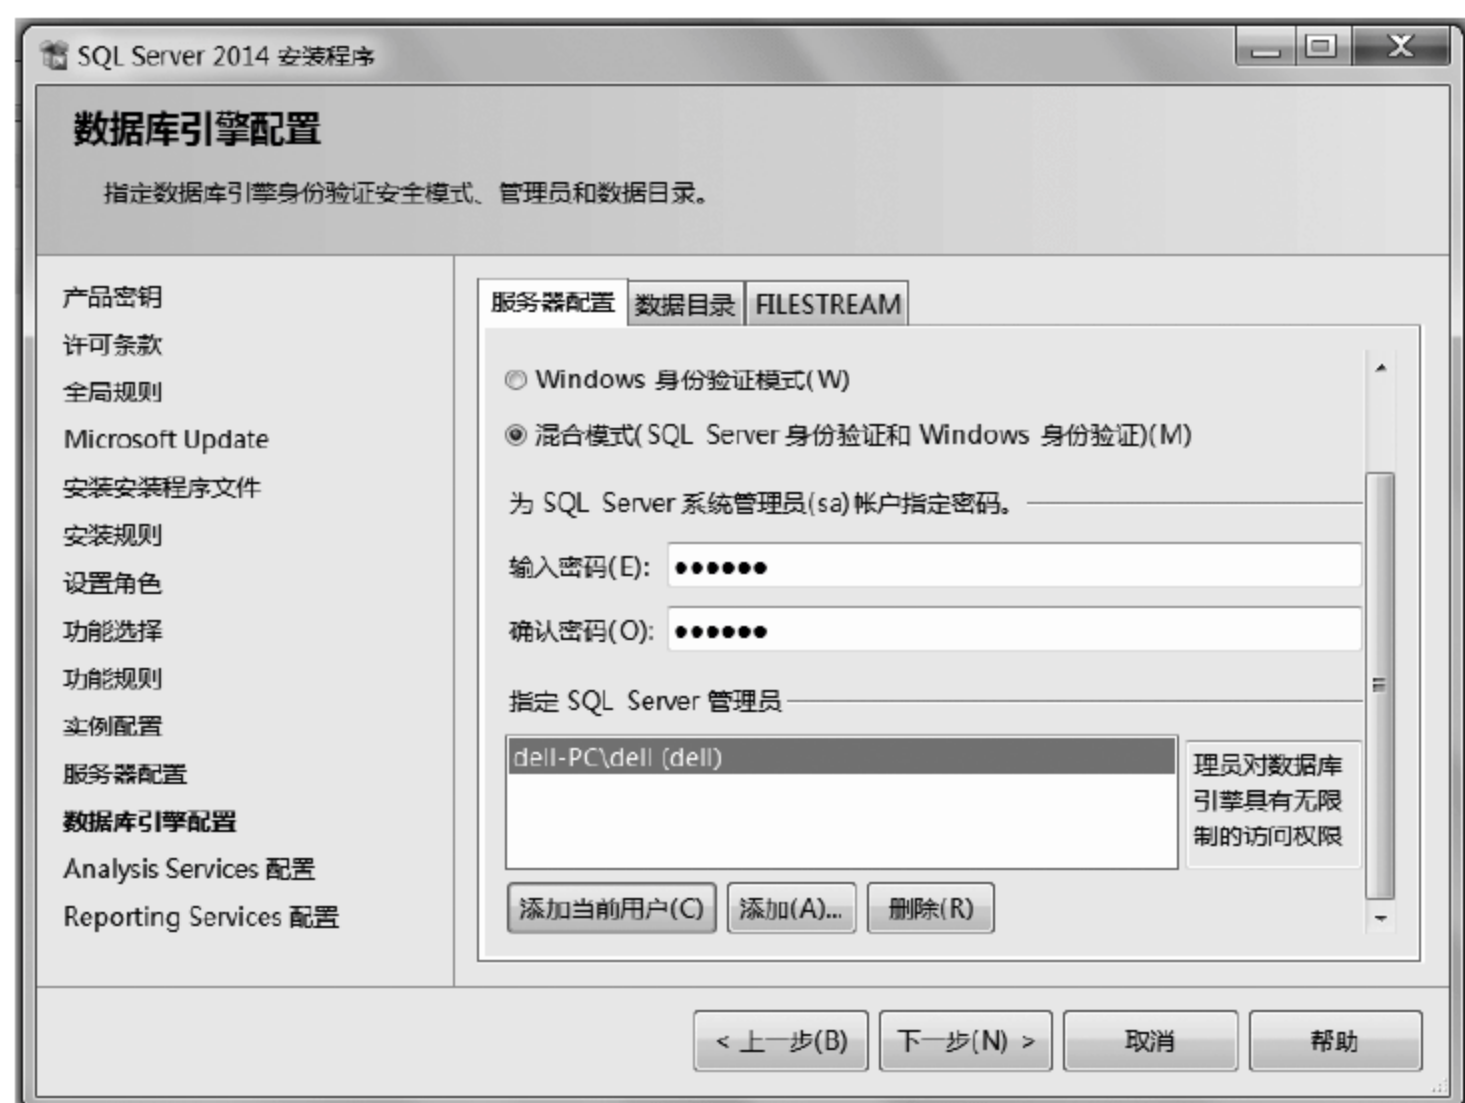 SQL Server 2014 安装程序
数据库引擎配置
指定数据库引擎身份验证安全模式、管理员和数据目录。
产品密钥
许可条款
全局规则
Microsoft Update
安装安装程序文件
安装规则
设置角色
功能选择
功能规则
实例配置
服务器配置
数据库引擎配置
Analysis Services 配置
Reporting Services 配置
服务器配置 数据目录 FILESTREAM
Windows 身份验证模式(W)
混合模式(SQL Server 身份验证和 Windows 身份验证)(M)
为 SQL Server 系统管理员(sa)帐户指定密码。
输入密码(E): ●●●●●●
确认密码(O): ●●●●●●
指定 SQL Server 管理员
dell-PC\dell (dell)
理员对数据库
引擎具有无限
制的访问权限
添加当前用户(C) 添加(A)... 删除(R)
< 上一步(B) 下一步(N) > 取消 帮助